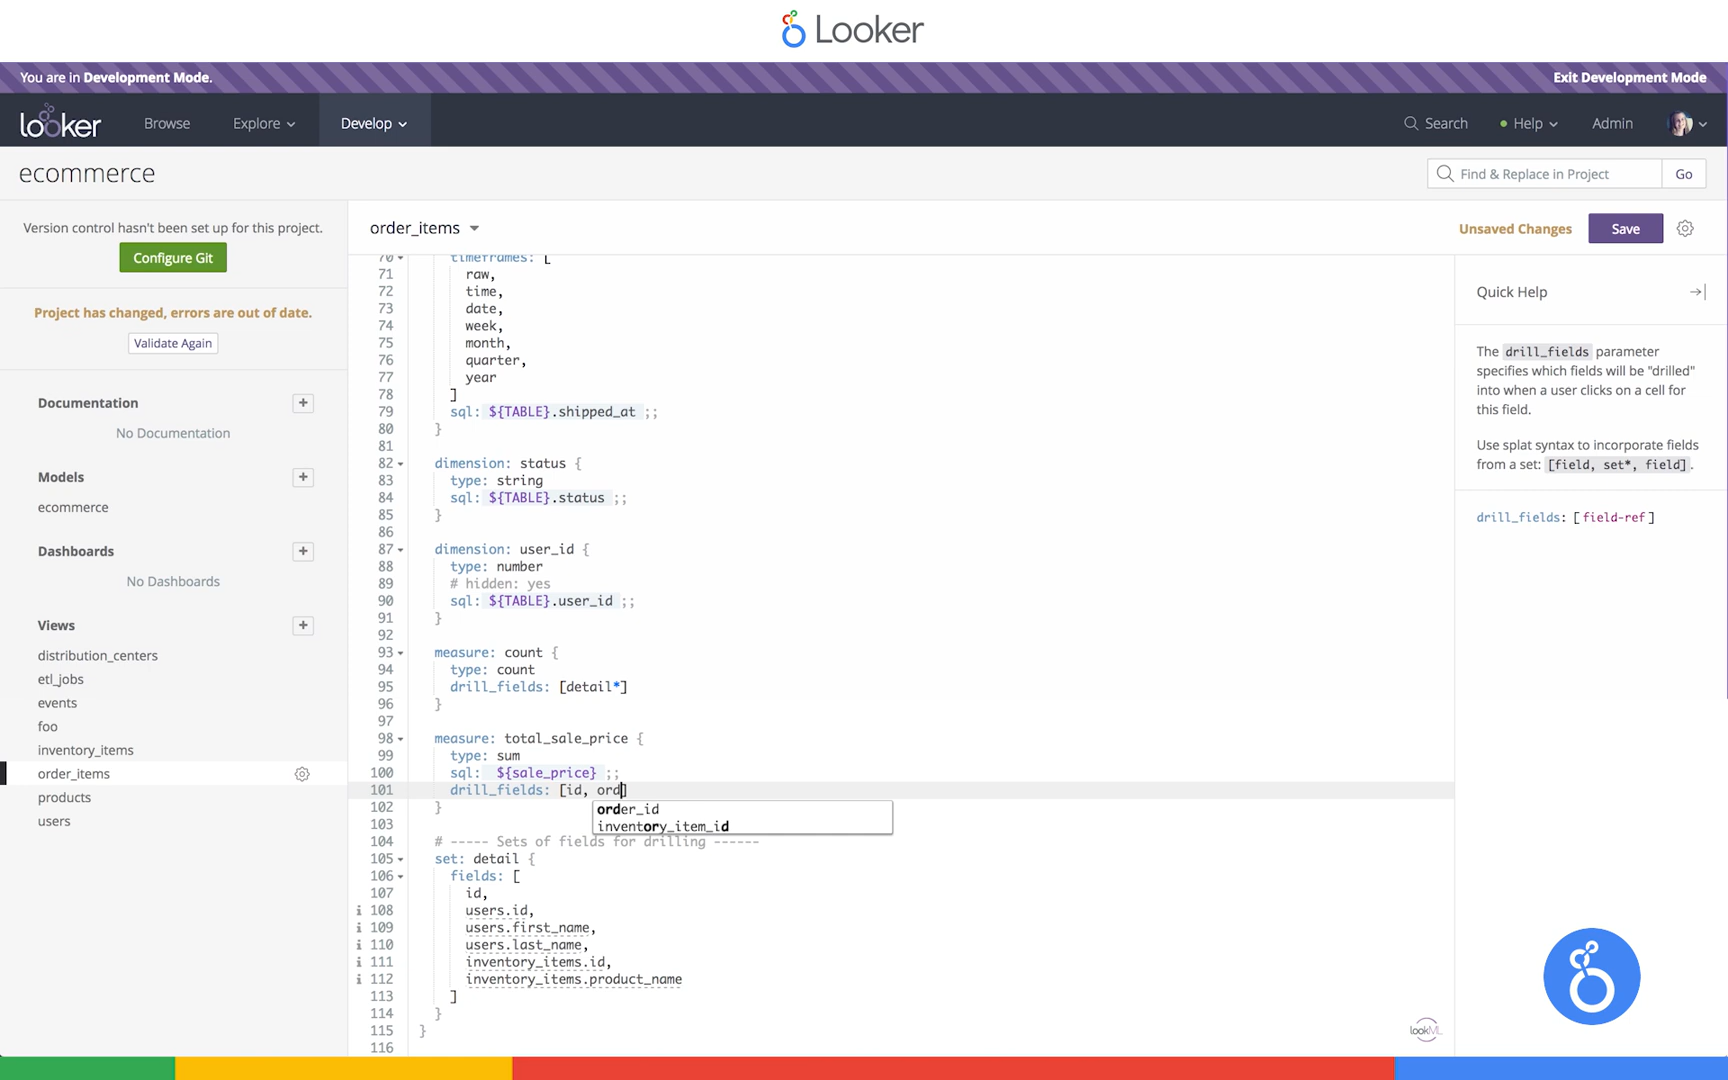 Looker
You are in Development Mode.
Exit Development Mode
looker
Browse
Explore
Develop
Search
Help
Admin
ecommerce
Find & Replace in Project
Go
Version control hasn't been set up for this project.
Configure Git
Project has changed, errors are out of date.
Validate Again
Documentation
No Documentation
Models
ecommerce
Dashboards
No Dashboards
Views
distribution_centers
etl_jobs
events
foo
inventory_items
order_items
products
users
order_items
Unsaved Changes
Save
70 timeframes: [
71 raw,
72 time,
73 date,
74 week,
75 month,
76 quarter,
77 year
78 ]
79 sql: ${TABLE}.shipped_at ;;
80 }
81
82 dimension: status {
83 type: string
84 sql: ${TABLE}.status ;;
85 }
86
87 dimension: user_id {
88 type: number
89 # hidden: yes
90 sql: ${TABLE}.user_id ;;
91 }
92
93 measure: count {
94 type: count
95 drill_fields: [detail*]
96 }
97
98 measure: total_sale_price {
99 type: sum
100 sql: ${sale_price} ;;
101 drill_fields: [id, ord]
102 }
order_id
inventory_item_id
103
104 # ----- Sets of fields for drilling ------
105 set: detail {
106 fields: [
107 id,
108 users.id,
109 users.first_name,
110 users.last_name,
111 inventory_items.id,
112 inventory_items.product_name
113 ]
114 }
115 }
116
lookML
Quick Help
The drill_fields parameter
specifies which fields will be "drilled"
into when a user clicks on a cell for
this field.
Use splat syntax to incorporate fields
from a set: [field, set*, field].
drill_fields: [field-ref]